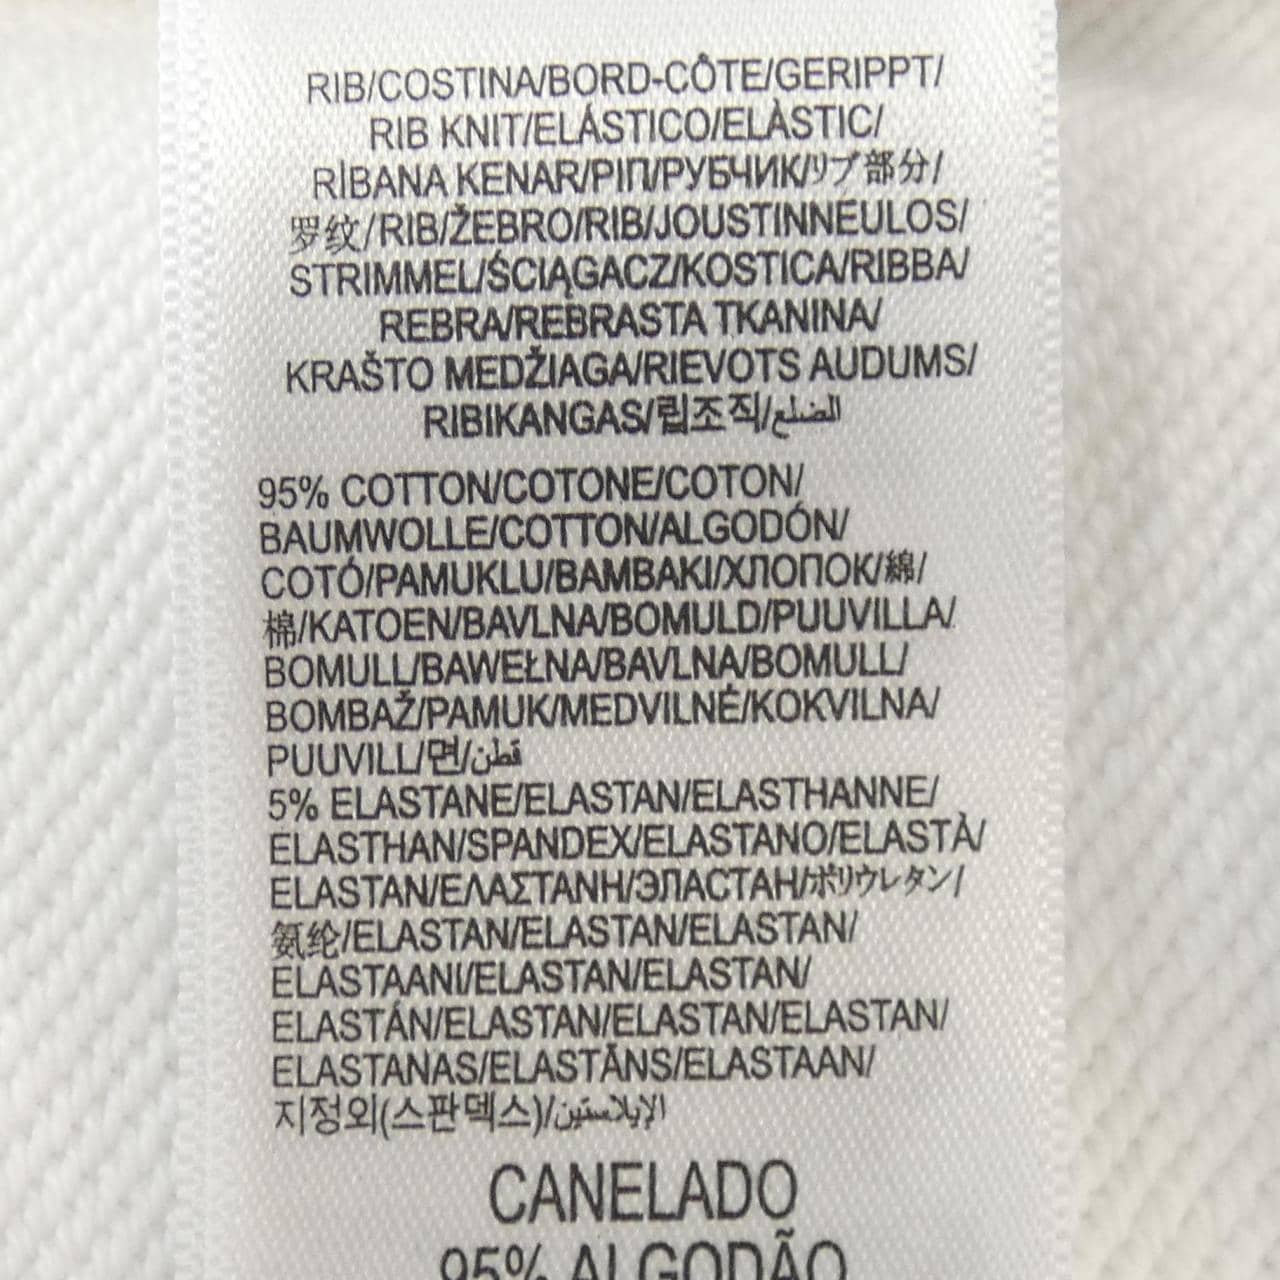 RIB/COSTINA/BORD-CÔTE/GERIPPT/
RIB KNIT/ELÁSTICO/ELÀSTIC/
RİBANA KENAR/ΡΙΠ/РУБЧИК/リブ部分/
罗纹/RIB/ŽEBRO/RIB/JOUSTINNEULOS/
STRIMMEL/ŚCIĄGACZ/KOSTICA/RIBBA/
REBRA/REBRASTA TKANINA/
KRAŠTO MEDŽIAGA/RIEVOTS AUDUMS/
RIBIKANGAS/립조직/الضلع
95% COTTON/COTONE/COTON/
BAUMWOLLE/COTTON/ALGODÓN/
COTÓ/PAMUKLU/ΒΑΜΒΑΚΙ/ХЛОПОК/綿/
棉/KATOEN/BAVLNA/BOMULD/PUUVILLA/
BOMULL/BAWEŁNA/BAVLNA/BOMULL/
BOMBAŽ/PAMUK/MEDVILNĖ/KOKVILNA/
PUUVILL/면/قطن
5% ELASTANE/ELASTAN/ELASTHANNE/
ELASTHAN/SPANDEX/ELASTANO/ELASTÀ/
ELASTAN/ΕΛΑΣΤΑΝΗ/ЭЛАСТАН/ポリウレタン/
氨纶/ELASTAN/ELASTAN/ELASTAN/
ELASTAANI/ELASTAN/ELASTAN/
ELASTÁN/ELASTAN/ELASTAN/ELASTAN/
ELASTANAS/ELASTĀNS/ELASTAAN/
지정외(스판덱스)/الإيلاستين
CANELADO
95% ALGODÃO